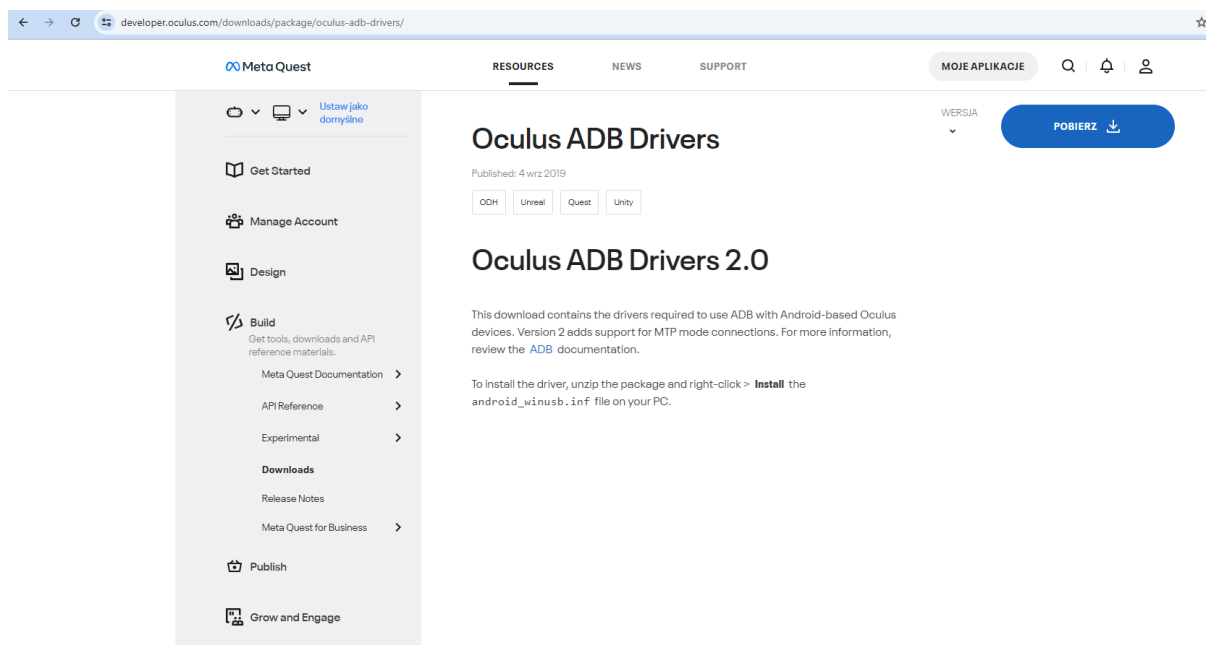 developer.oculus.com/downloads/package/oculus-adb-drivers/
Meta Quest
RESOURCES
NEWS
SUPPORT
MOJE APLIKACJE
Ustaw jako
domyślne
Get Started
Manage Account
Design
Build
Get tools, downloads and API
reference materials.
Meta Quest Documentation
API Reference
Experimental
Downloads
Release Notes
Meta Quest for Business
Publish
Grow and Engage
Oculus ADB Drivers
WERSJA
POBIERZ
Published: 4 wrz 2019
ODH
Unreal
Quest
Unity
Oculus ADB Drivers 2.0
This download contains the drivers required to use ADB with Android-based Oculus
devices. Version 2 adds support for MTP mode connections. For more information,
review the ADB documentation.
To install the driver, unzip the package and right-click > Install the
android_winusb.inf file on your PC.